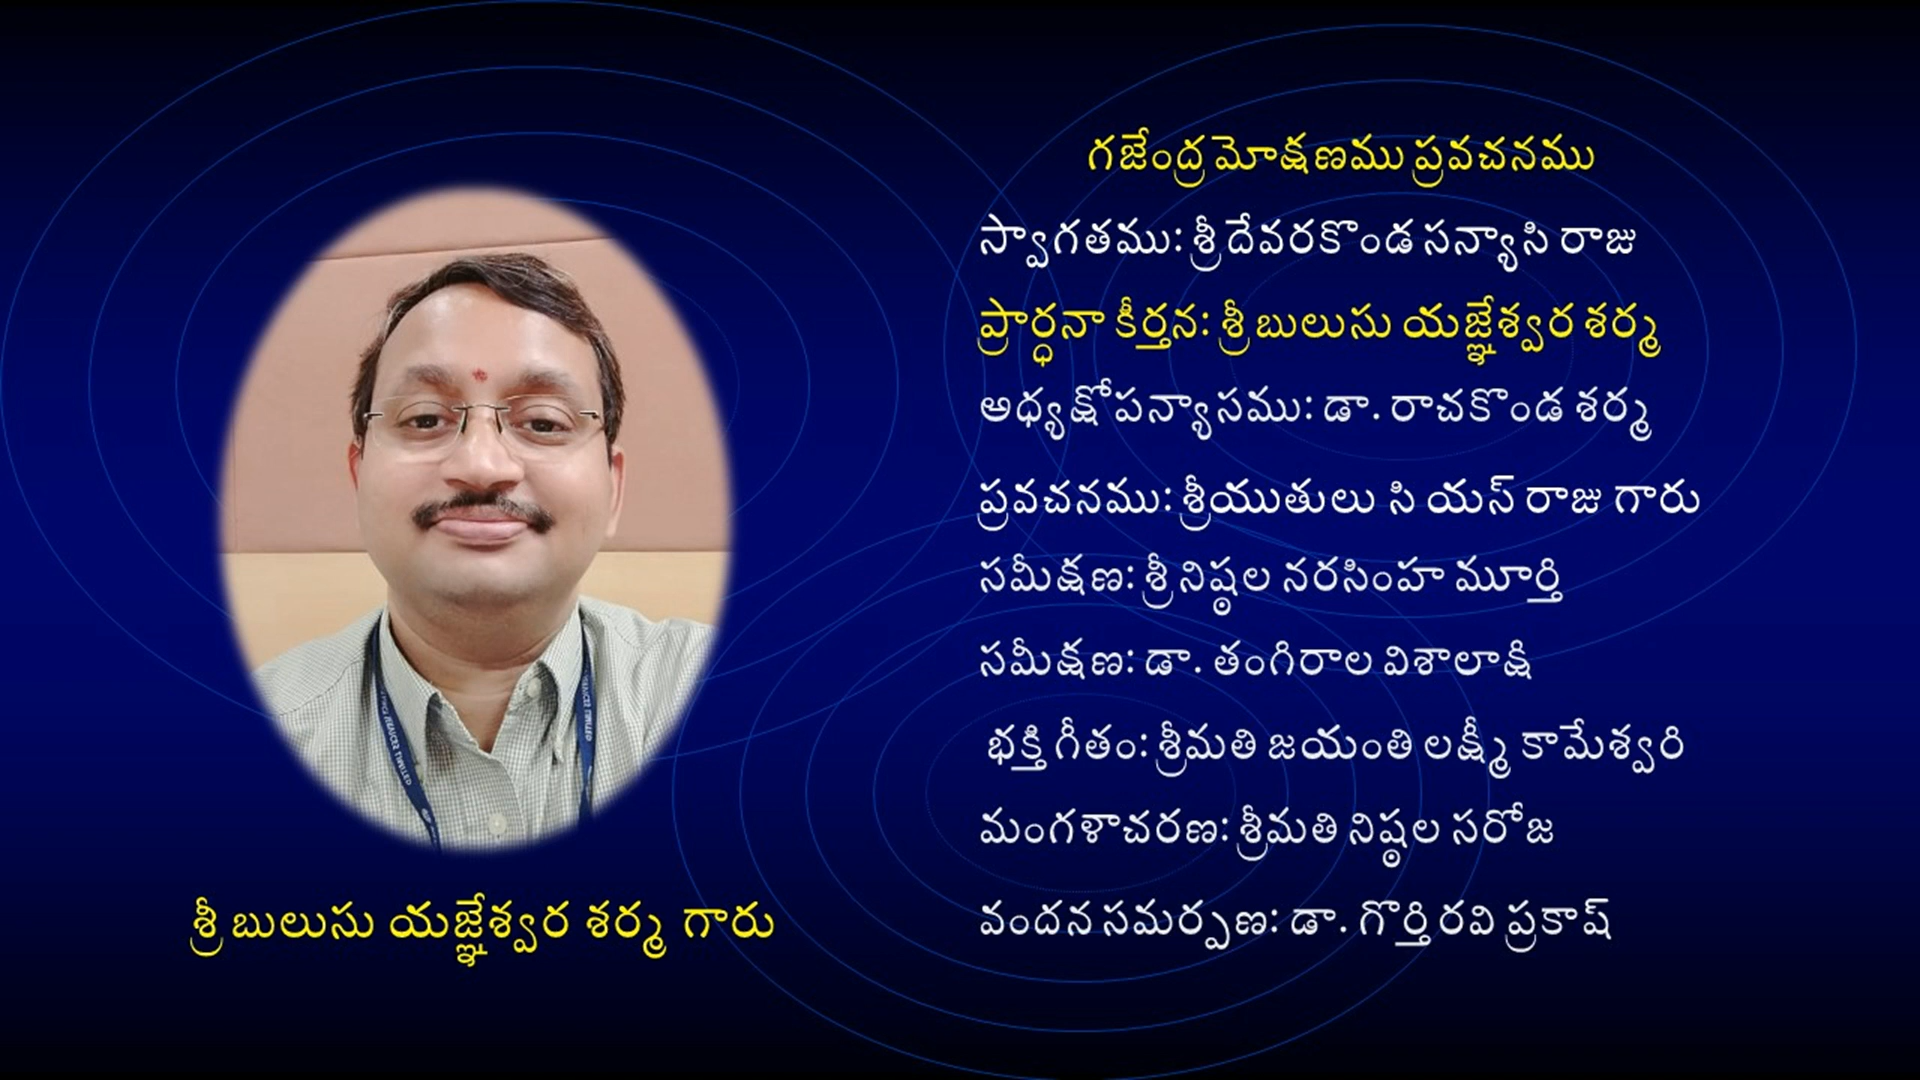 గజేంద్ర మోక్షణము ప్రవచనము
స్వాగతము: శ్రీ దేవరకొండ సన్యాసి రాజు
ప్రార్ధనా కీర్తన: శ్రీ బులుసు యజ్ఞేశ్వర శర్మ
అధ్యక్షోపన్యాసము: డా. రాచకొండ శర్మ
ప్రవచనము: శ్రీయుతులు సి యస్ రాజు గారు
సమీక్షణ: శ్రీ నిష్ఠల నరసింహ మూర్తి
సమీక్షణ: డా. తంగిరాల విశాలాక్షి
భక్తి గీతం: శ్రీమతి జయంతి లక్ష్మీ కామేశ్వరి
మంగళాచరణ: శ్రీమతి నిష్ఠల సరోజ
వందన సమర్పణ: డా. గొర్తి రవి ప్రకాష్
శ్రీ బులుసు యజ్ఞేశ్వర శర్మ గారు